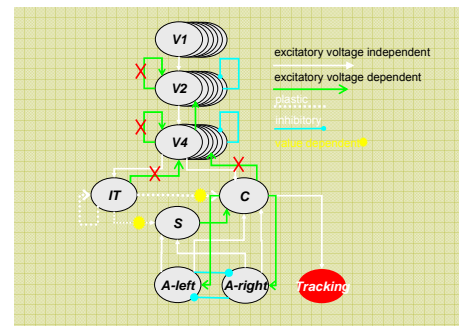 V1
excitatory voltage independent
V2
excitatory voltage dependent
plastic
inhibitory
V4
value dependent
IT
C
S
A-left
A-right
Tracking